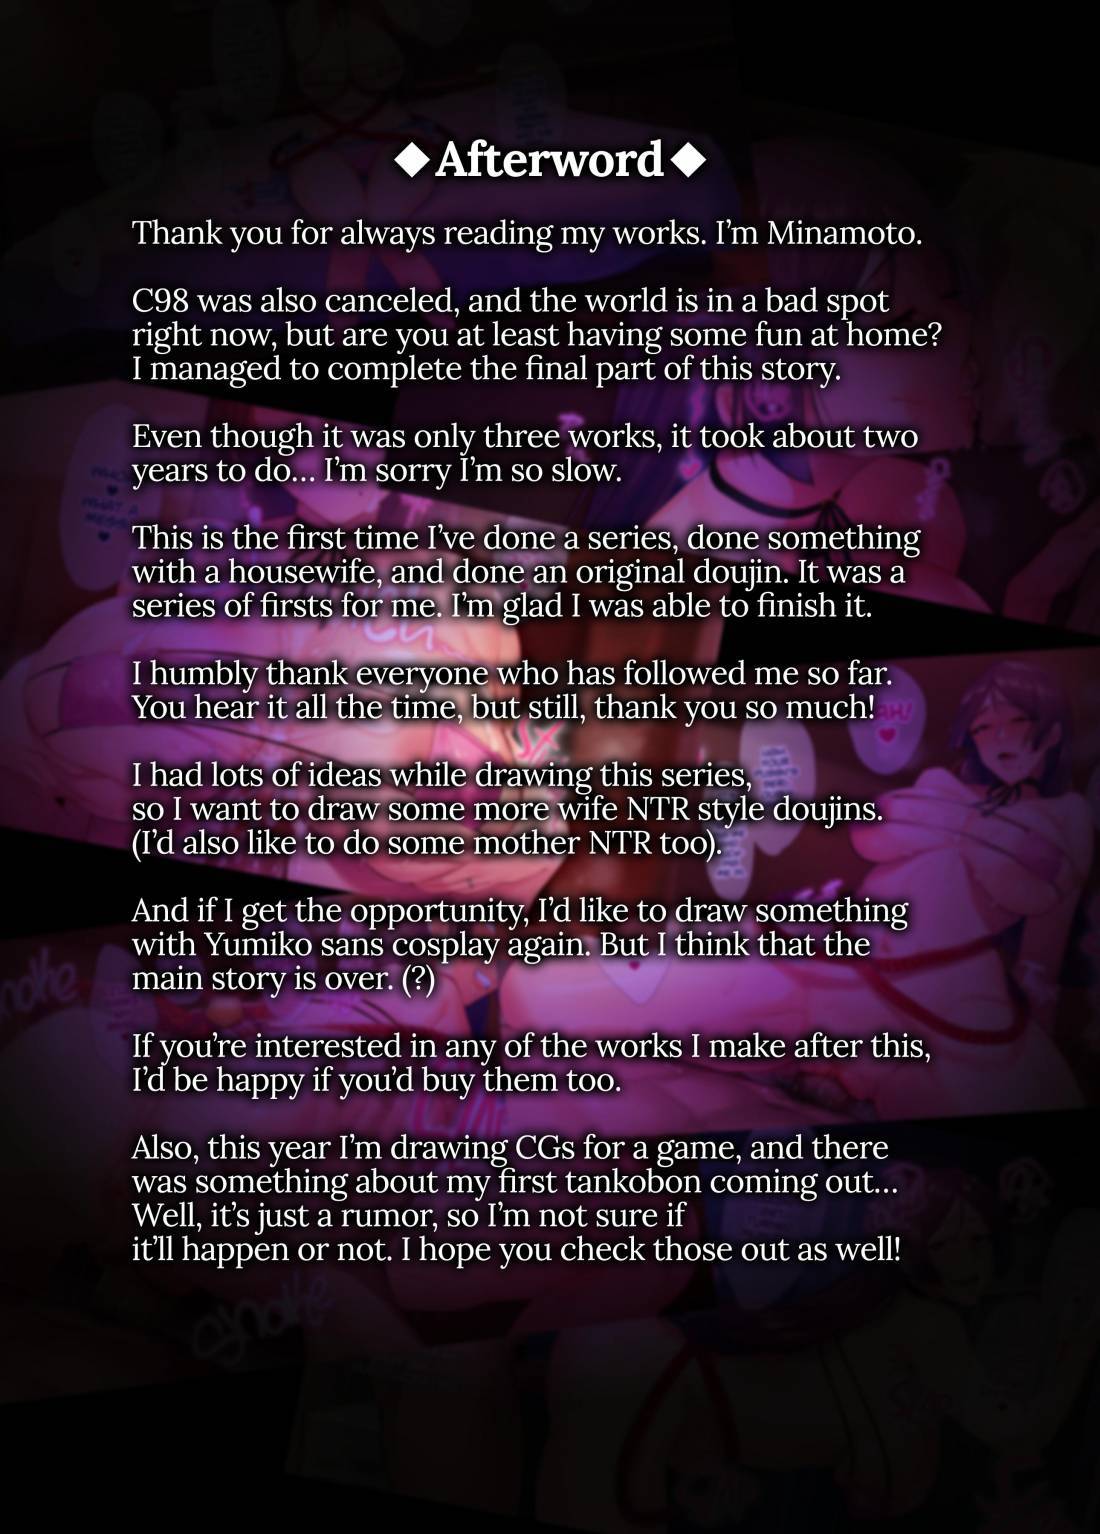 ◆Afterword◆
Thank you for always reading my works. I'm Minamoto.
C98 was also canceled, and the world is in a bad spot
right now, but are you at least having some fun at home?
I managed to complete the final part of this story.
Even though it was only three works, it took about two
years to do... I'm sorry I'm so slow.
This is the first time I've done a series, done something
with a housewife, and done an original doujin. It was a
series of firsts for me. I'm glad I was able to finish it.
I humbly thank everyone who has followed me so far.
You hear it all the time, but still, thank you so much!
AH!
I had lots of ideas while drawing this series,
so I want to draw some more wife NTR style doujins.
(I'd also like to do some mother NTR too).
And if I get the opportunity, I'd like to draw something
with Yumiko sans cosplay again. But I think that the
main story is over. (?)
If you're interested in any of the works I make after this,
I'd be happy if you'd buy them too.
Also, this year I'm drawing CGs for a game, and there
was something about my first tankobon coming out...
Well, it's just a rumor, so I'm not sure if
it'll happen or not. I hope you check those out as well!